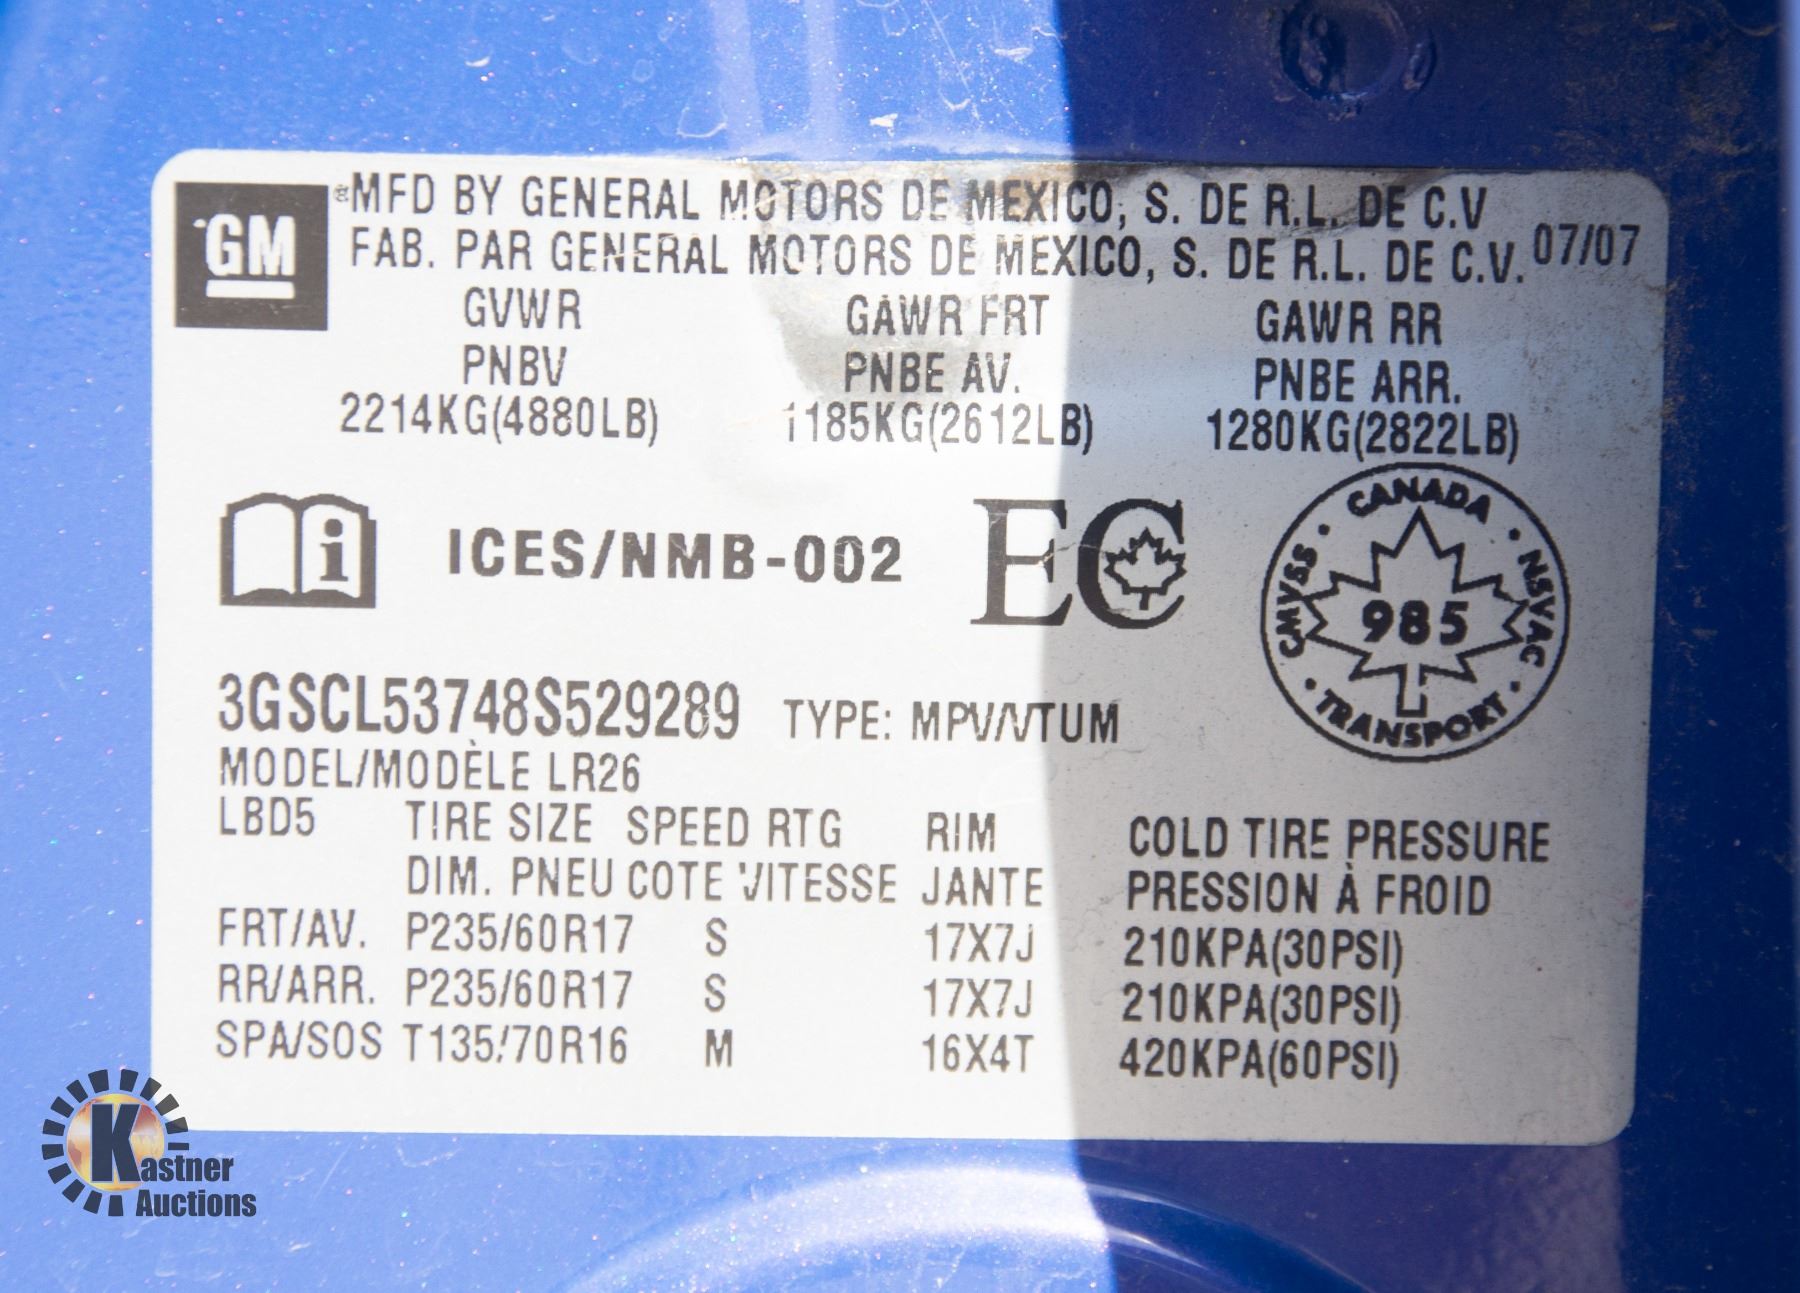 GM
®MFD BY GENERAL MOTORS DE MEXICO, S. DE R.L. DE C.V
FAB. PAR GENERAL MOTORS DE MEXICO, S. DE R.L. DE C.V. 07/07
GVWR GAWR FRT GAWR RR
PNBV PNBE AV. PNBE ARR.
2214KG(4880LB) 1185KG(2612LB) 1280KG(2822LB)
i ICES/NMB-002 EC
CANADA
CMVSS 985 NSVAC
TRANSPORT
3GSCL53748S529289 TYPE: MPV/VTUM
MODEL/MODÈLE LR26
LBD5 TIRE SIZE SPEED RTG RIM COLD TIRE PRESSURE
DIM. PNEU COTE VITESSE JANTE PRESSION À FROID
FRT/AV. P235/60R17 S 17X7J 210KPA(30PSI)
RR/ARR. P235/60R17 S 17X7J 210KPA(30PSI)
SPA/SOS T135/70R16 M 16X4T 420KPA(60PSI)
Kastner
Auctions